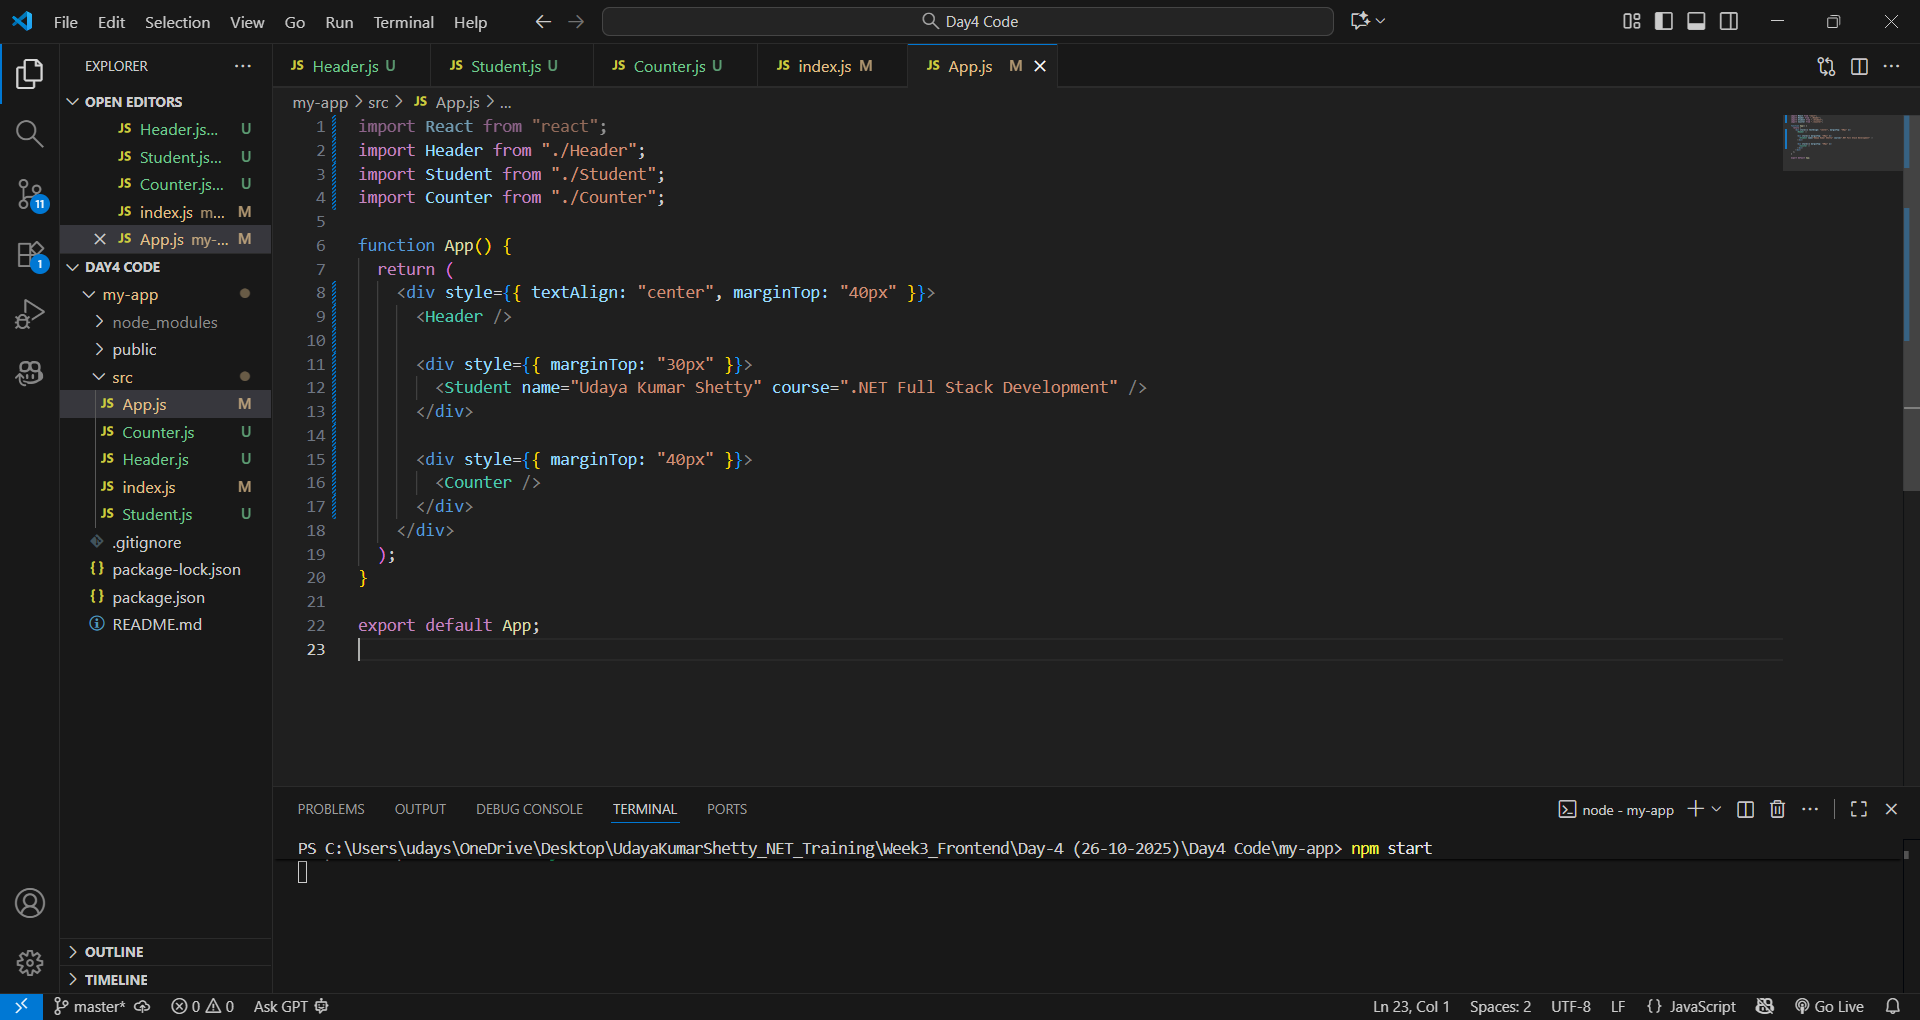 File Edit Selection View Go Run Terminal Help
Day4 Code
EXPLORER
OPEN EDITORS
JS Header.js... U
JS Student.js... U
JS Counter.js... U
JS index.js m... M
JS App.js my-... M
DAY4 CODE
my-app
node_modules
public
src
JS App.js M
JS Counter.js U
JS Header.js U
JS index.js M
JS Student.js U
.gitignore
{} package-lock.json
{} package.json
README.md
OUTLINE
TIMELINE
11
1
JS Header.js U JS Student.js U JS Counter.js U JS index.js M JS App.js M
my-app > src > JS App.js > ...
1 import React from "react";
2 import Header from "./Header";
3 import Student from "./Student";
4 import Counter from "./Counter";
5
6 function App() {
7 return (
8 <div style={{ textAlign: "center", marginTop: "40px" }}>
9 <Header />
10
11 <div style={{ marginTop: "30px" }}>
12 <Student name="Udaya Kumar Shetty" course=".NET Full Stack Development" />
13 </div>
14
15 <div style={{ marginTop: "40px" }}>
16 <Counter />
17 </div>
18 </div>
19 );
20 }
21
22 export default App;
23
PROBLEMS OUTPUT DEBUG CONSOLE TERMINAL PORTS
node - my-app
PS C:\Users\udays\OneDrive\Desktop\UdayaKumarShetty_NET_Training\Week3_Frontend\Day-4 (26-10-2025)\Day4 Code\my-app> npm start
master* 0 0 Ask GPT
Ln 23, Col 1 Spaces: 2 UTF-8 LF {} JavaScript Go Live